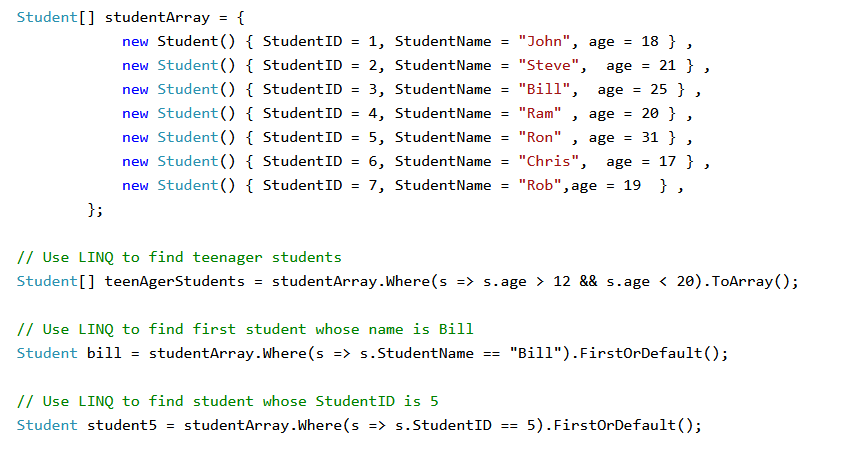 Student[] studentArray = {
new Student() { StudentID = 1, StudentName = "John", age = 18 } ,
new Student() { StudentID = 2, StudentName = "Steve",  age = 21 } ,
new Student() { StudentID = 3, StudentName = "Bill",  age = 25 } ,
new Student() { StudentID = 4, StudentName = "Ram" , age = 20 } ,
new Student() { StudentID = 5, StudentName = "Ron" , age = 31 } ,
new Student() { StudentID = 6, StudentName = "Chris",  age = 17 } ,
new Student() { StudentID = 7, StudentName = "Rob",age = 19  } ,
};
// Use LINQ to find teenager students
Student[] teenAgerStudents = studentArray.Where(s => s.age > 12 && s.age < 20).ToArray();
// Use LINQ to find first student whose name is Bill
Student bill = studentArray.Where(s => s.StudentName == "Bill").FirstOrDefault();
// Use LINQ to find student whose StudentID is 5
Student student5 = studentArray.Where(s => s.StudentID == 5).FirstOrDefault();